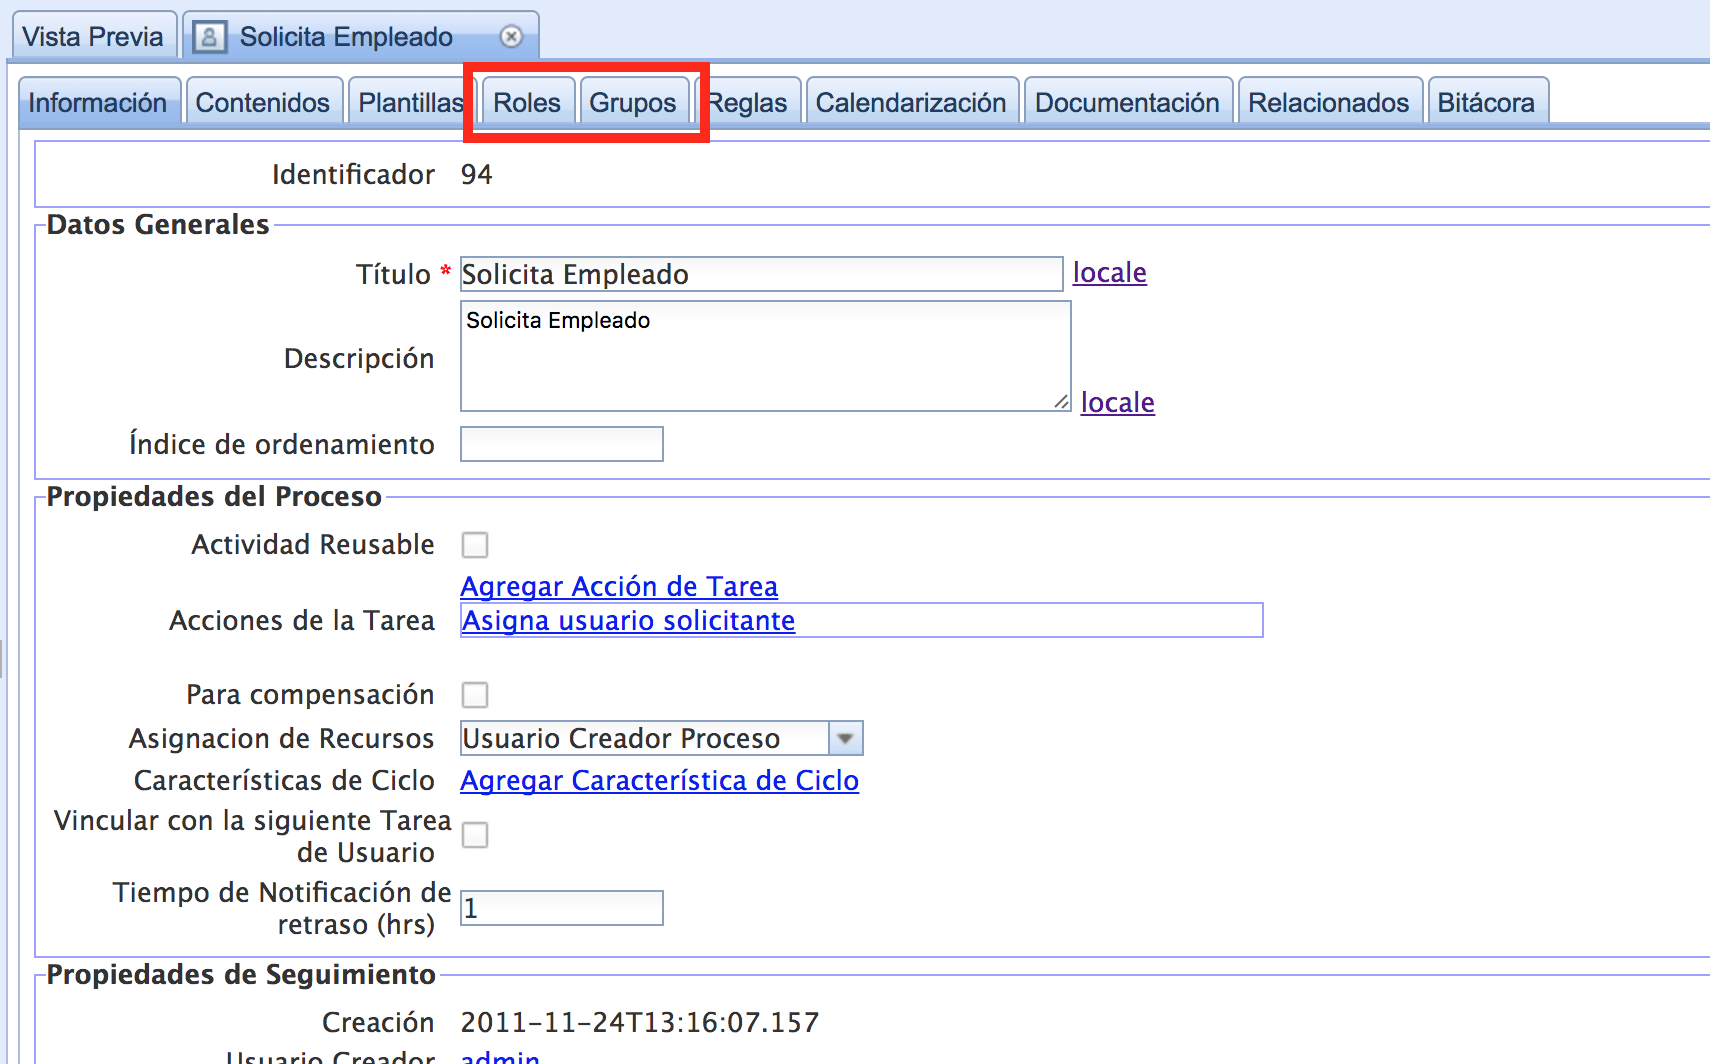 Vista Previa Solicita Empleado
Información Contenidos Plantillas Roles Grupos Reglas Calendarización Documentación Relacionados Bitácora
Identificador 94
Datos Generales
Título * Solicita Empleado locale
Solicita Empleado
Descripción
locale
Índice de ordenamiento
Propiedades del Proceso
Actividad Reusable
Agregar Acción de Tarea
Acciones de la Tarea Asigna usuario solicitante
Para compensación
Asignacion de Recursos Usuario Creador Proceso
Características de Ciclo Agregar Característica de Ciclo
Vincular con la siguiente Tarea
de Usuario
Tiempo de Notificación de
retraso (hrs) 1
Propiedades de Seguimiento
Creación 2011-11-24T13:16:07.157
Usuario Creador admin